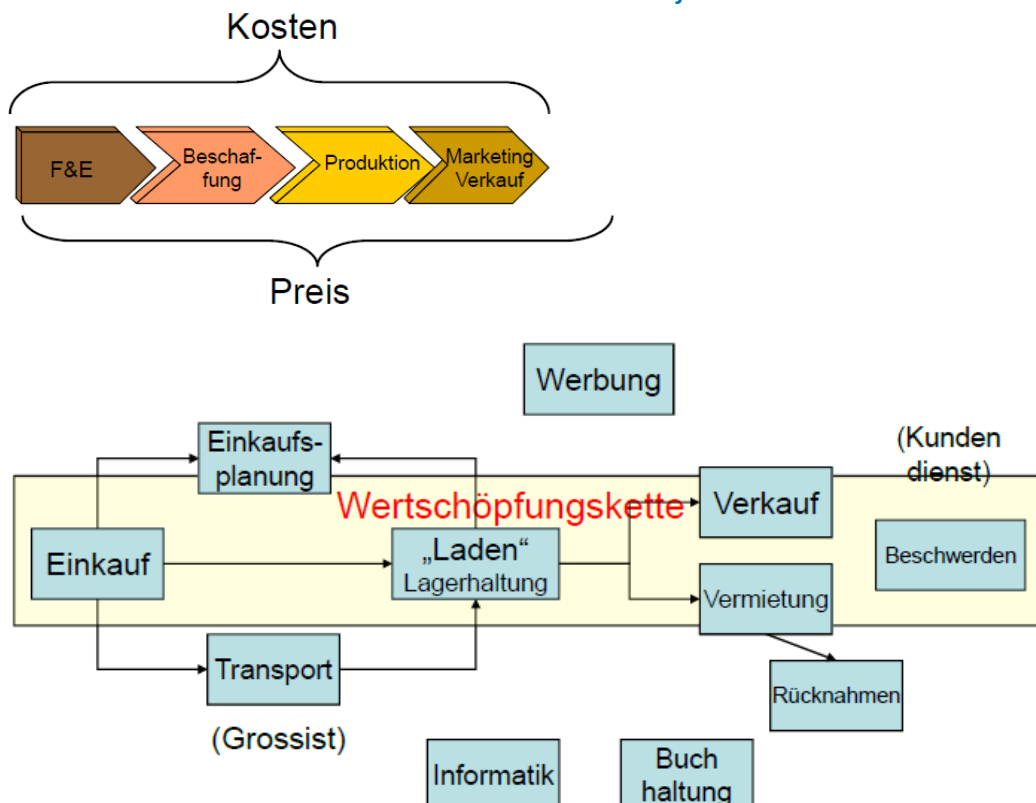 Kosten
F&E
Beschaf-
fung
Produktion
Marketing
Verkauf
Preis
Werbung
Einkaufs-
planung
(Kunden
dienst)
Wertschöpfungskette
Verkauf
Einkauf
„Laden“
Lagerhaltung
Beschwerden
Vermietung
Transport
Rücknahmen
(Grossist)
Informatik
Buch
haltung